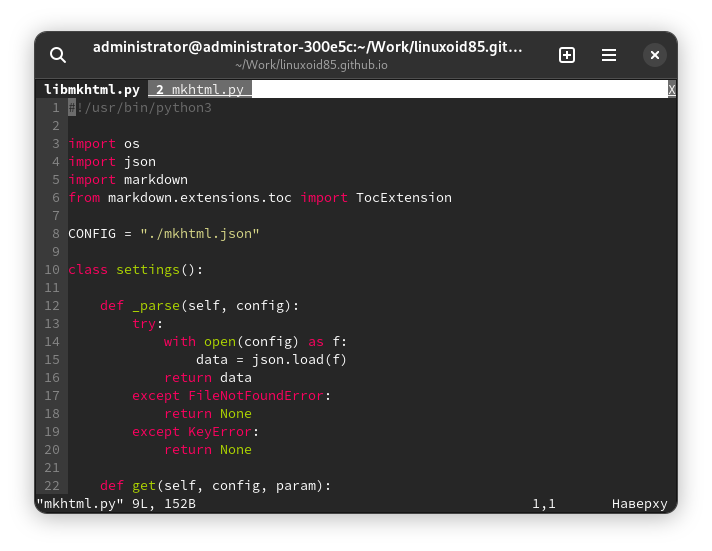 administrator@administrator-300e5c:~/Work/linuxoid85.git…
~/Work/linuxoid85.github.io
libmkhtml.py  2 mkhtml.py X
1 #!/usr/bin/python3
2
3 import os
4 import json
5 import markdown
6 from markdown.extensions.toc import TocExtension
7
8 CONFIG = "./mkhtml.json"
9
10 class settings():
11
12     def _parse(self, config):
13         try:
14             with open(config) as f:
15                 data = json.load(f)
16             return data
17         except FileNotFoundError:
18             return None
19         except KeyError:
20             return None
21
22     def get(self, config, param):
"mkhtml.py" 9L, 152B 1,1 Наверху